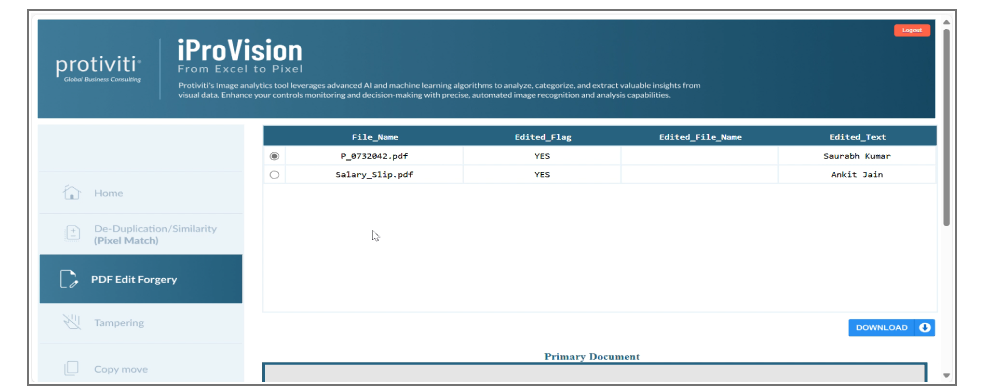 protiviti
Global Business Consulting
iProVision
From Excel to Pixel
Protiviti's Image analytics tool leverages advanced AI and machine learning algorithms to analyze, categorize, and extract valuable insights from
visual data. Enhance your controls monitoring and decision-making with precise, automated image recognition and analysis capabilities.
Logout
Home
De-Duplication/Similarity
(Pixel Match)
PDF Edit Forgery
Tampering
Copy move
File_Name Edited_Flag Edited_File_Name Edited_Text
P_0732042.pdf YES Saurabh Kumar
Salary_Slip.pdf YES Ankit Jain
DOWNLOAD
Primary Document